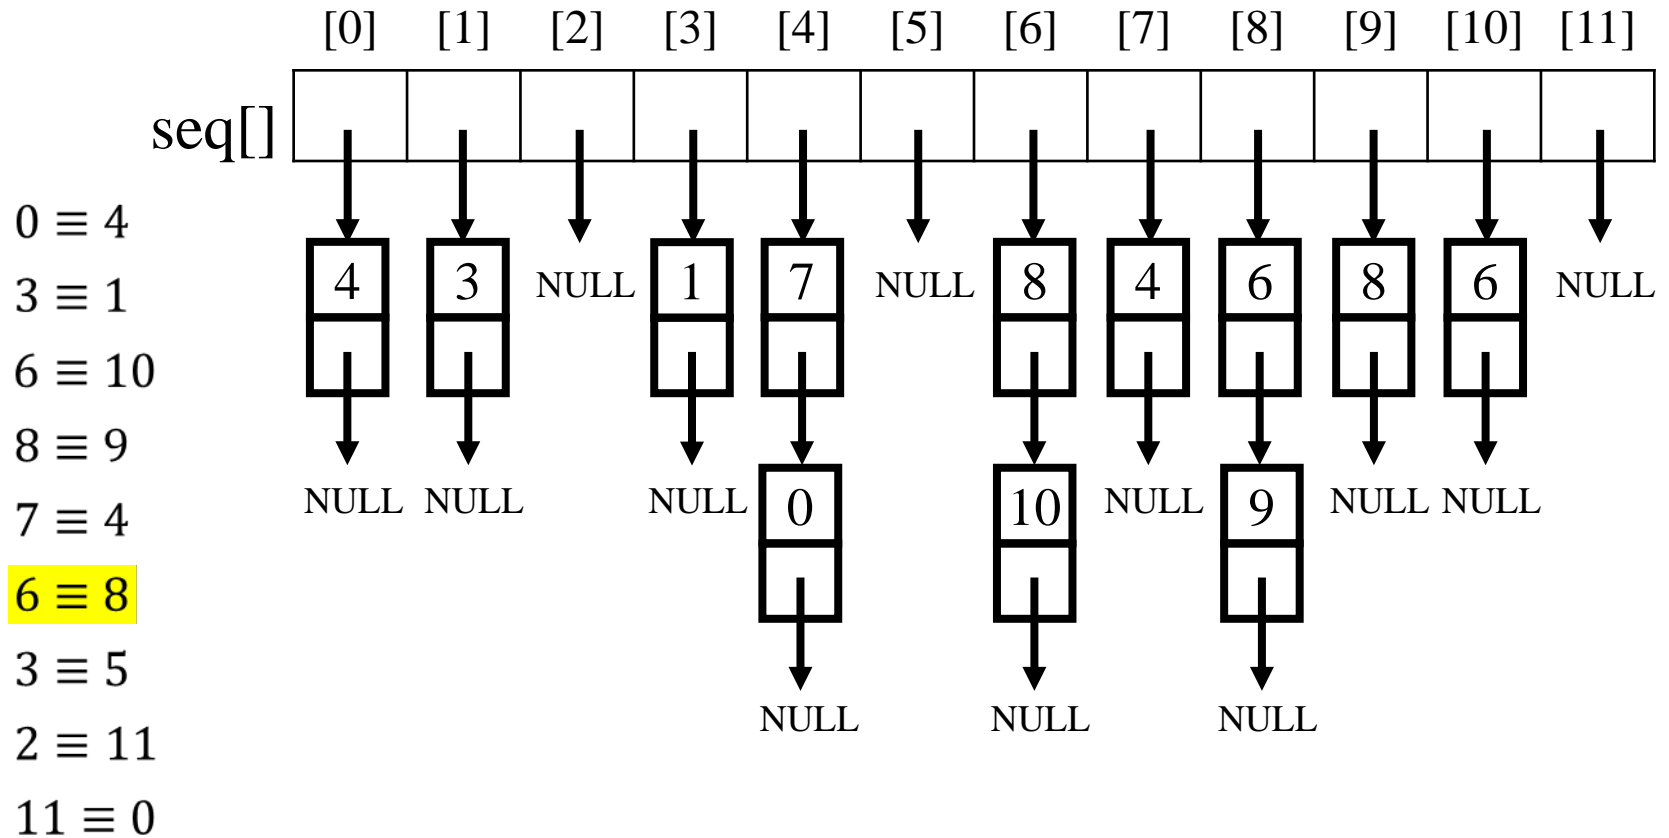 [0] [1] [2] [3] [4] [5] [6] [7] [8] [9] [10] [11]
seq[]
0 ≡ 4
3 ≡ 1
6 ≡ 10
8 ≡ 9
7 ≡ 4
6 ≡ 8
3 ≡ 5
2 ≡ 11
11 ≡ 0
4 3 NULL 1 7 NULL 8 4 6 8 6 NULL
NULL NULL NULL 0 10 NULL 9 NULL NULL
NULL NULL NULL